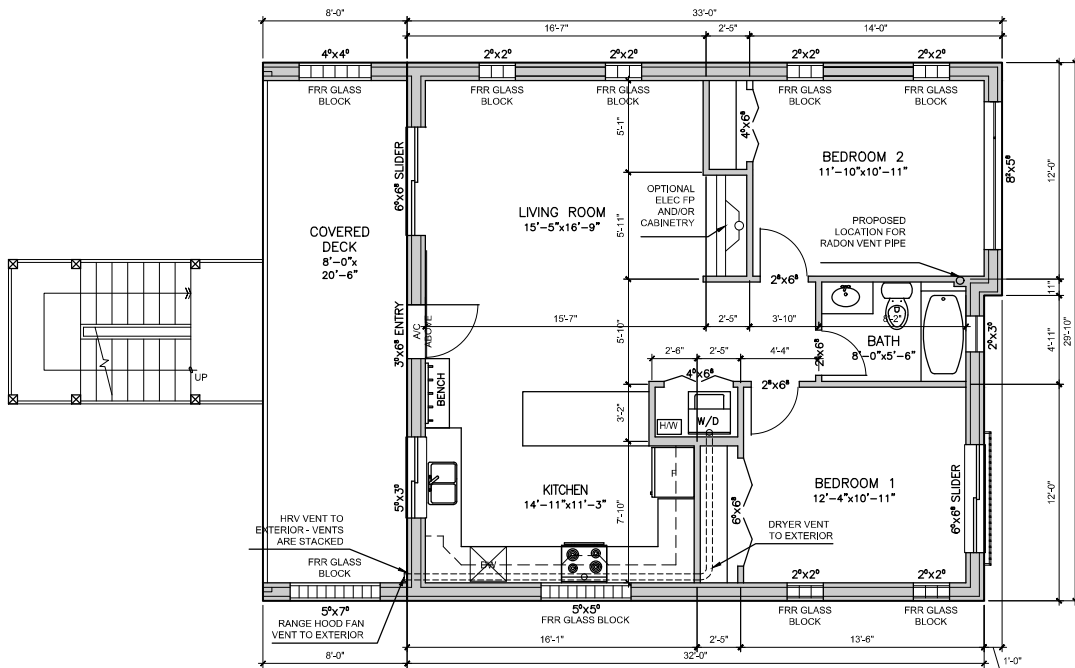 8'-0"
33'-0"
16'-7"
2'-5"
14'-0"
4⁰x4⁰
2⁰x2⁰
2⁰x2⁰
2⁰x2⁰
2⁰x2⁰
FRR GLASS
BLOCK
FRR GLASS
BLOCK
FRR GLASS
BLOCK
FRR GLASS
BLOCK
FRR GLASS
BLOCK
6⁰x6⁸ SLIDER
5'-1"
4⁰x6⁸
BEDROOM 2
11'-10"x10'-11"
8⁰x5⁸
12'-0"
OPTIONAL
ELEC FP
AND/OR
CABINETRY
LIVING ROOM
15'-5"x16'-9"
5'-11"
PROPOSED
LOCATION FOR
RADON VENT PIPE
COVERED
DECK
8'-0"x
20'-6"
2⁸x6⁸
11"
29'-10"
3⁰x6⁸ ENTRY
A/C
ABOVE
15'-7"
5'-10"
2'-5"
3'-10"
8'-2"
BATH
8'-0"x5'-6"
2⁰x3⁰
4'-11"
2⁴x6⁸
UP
2'-6"
2'-5"
4'-4"
4⁰x6⁸
2⁸x6⁸
BENCH
3'-2"
H/W
W/D
5⁰x3⁰
KITCHEN
14'-11"x11'-3"
F
7'-10"
6⁰x6⁸
BEDROOM 1
12'-4"x10'-11"
6⁰x6⁸ SLIDER
12'-0"
HRV VENT TO
EXTERIOR - VENTS
ARE STACKED
DRYER VENT
TO EXTERIOR
FRR GLASS
BLOCK
DW
2⁰x2⁰
2⁰x2⁰
5⁰x7⁰
5⁰x5⁰
FRR GLASS BLOCK
FRR GLASS
BLOCK
FRR GLASS
BLOCK
RANGE HOOD FAN
VENT TO EXTERIOR
16'-1"
2'-5"
13'-6"
8'-0"
32'-0"
1'-0"